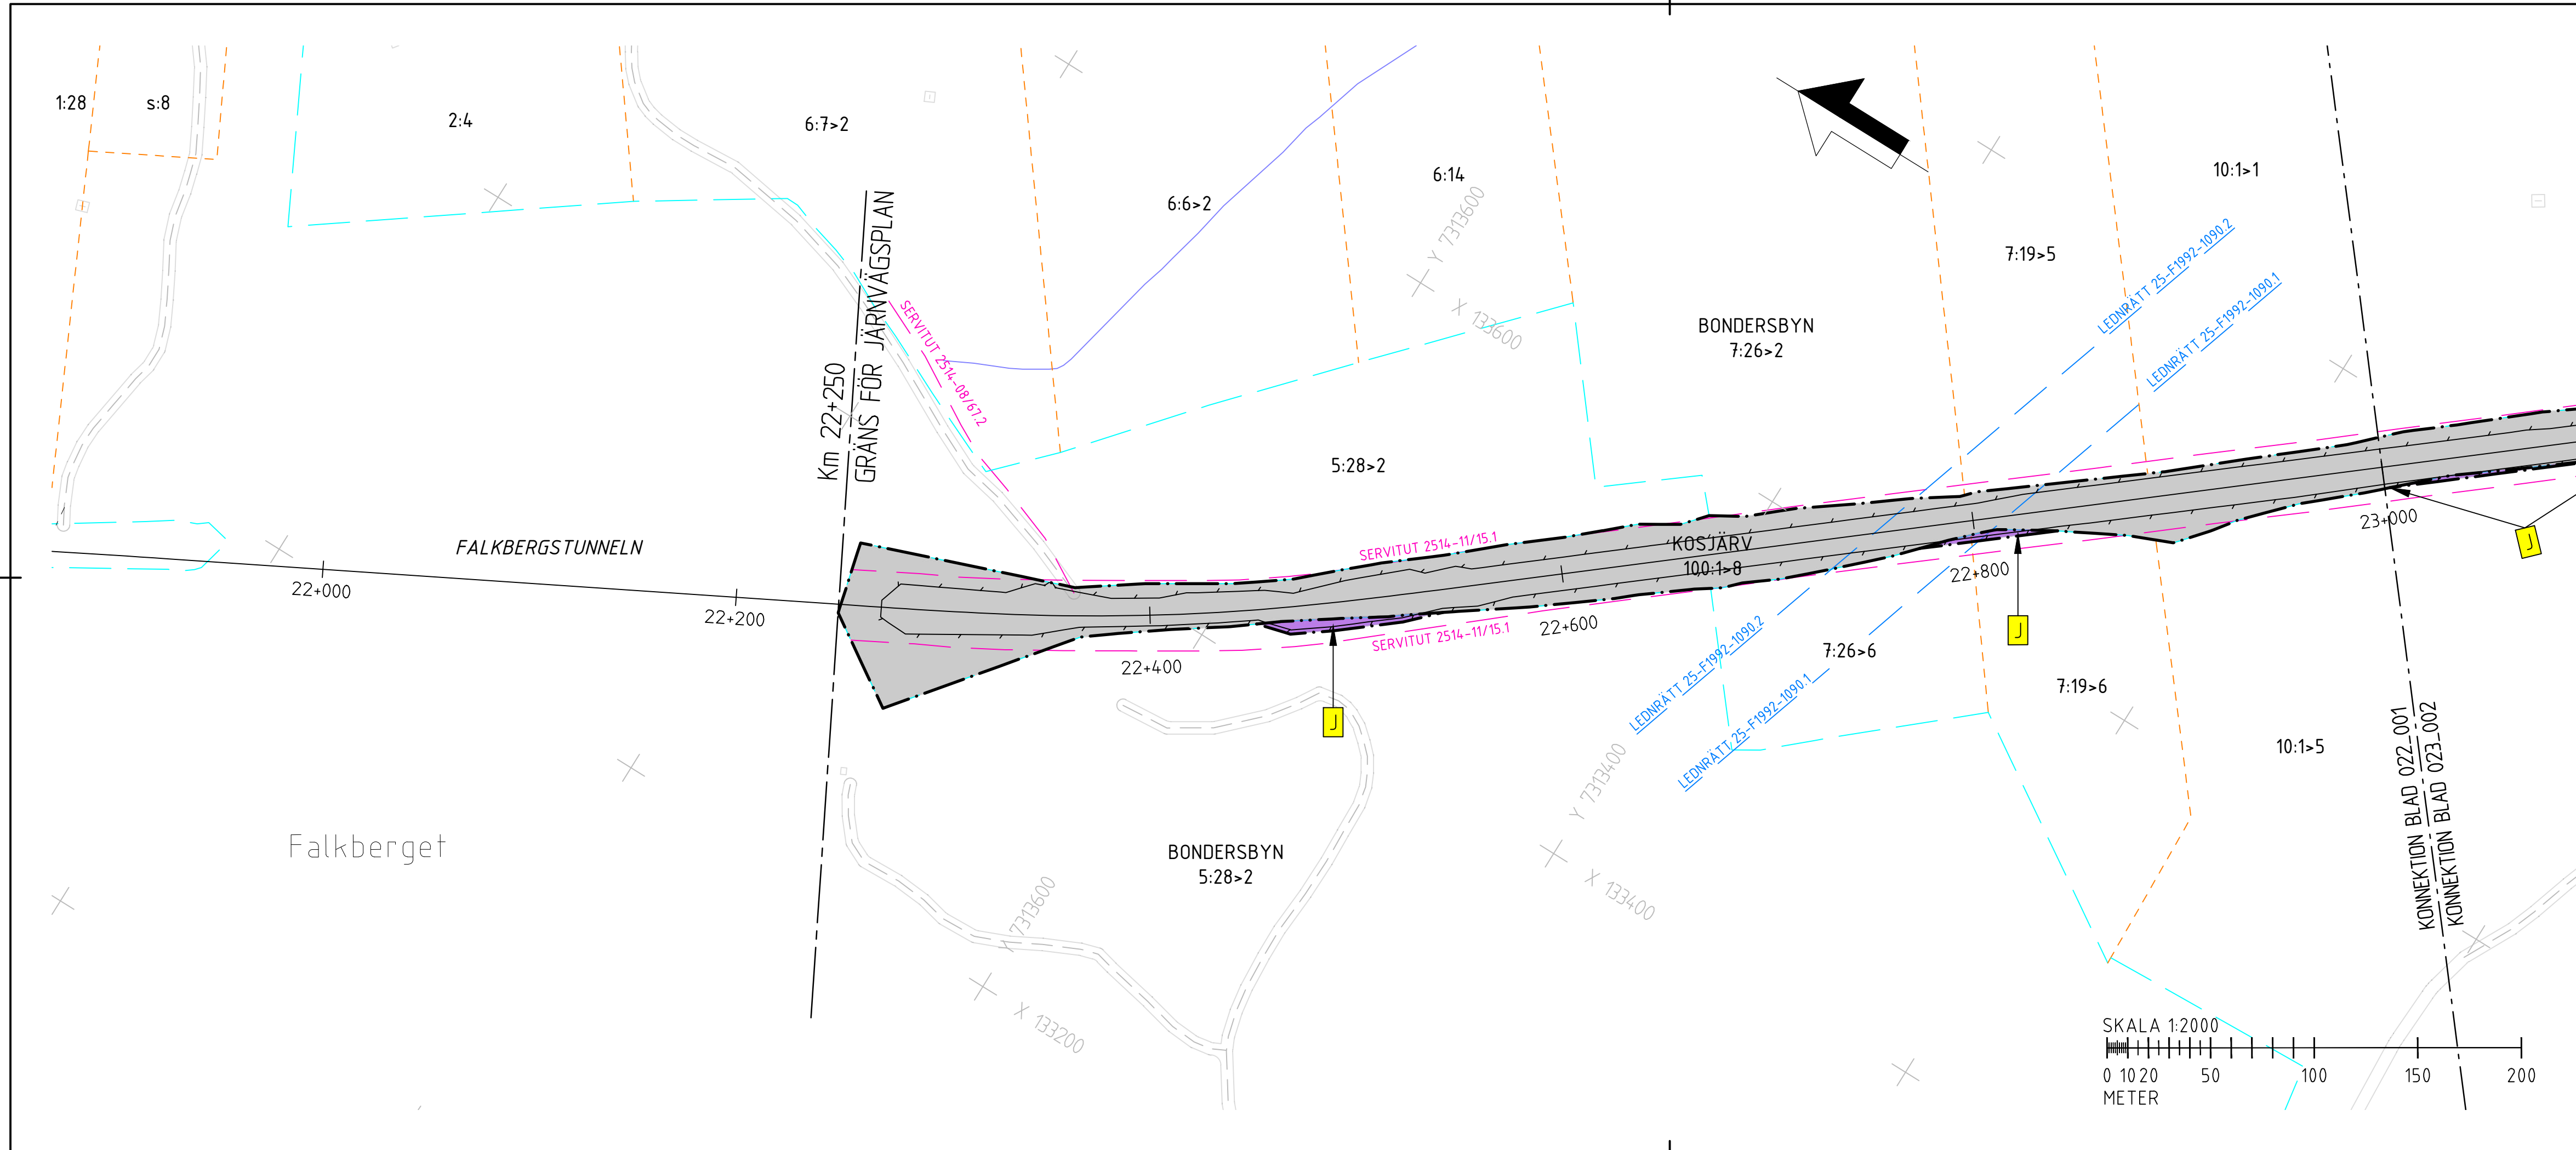 1:28
s:8
2:4
6:7>2
6:6>2
6:14
10:1>1
7:19>5
Y 7313600
X 133600
BONDERSBYN
7:26>2
LEDNRÄTT 25-F1992-1090.2
LEDNRÄTT 25-F1992-1090.1
Km 22+250
GRÄNS FÖR JÄRNVÄGSPLAN
SERVITUT 2514-08/67.2
5:28>2
FALKBERGSTUNNELN
SERVITUT 2514-11/15.1
KOSJÄRV
100:1>8
22+000
22+200
22+400
22+600
22+800
23+000
J
J
J
SERVITUT 2514-11/15.1
LEDNRÄTT 25-F1992-1090.2
LEDNRÄTT 25-F1992-1090.1
7:26>6
7:19>6
10:1>5
KONNEKTION BLAD 022_001
KONNEKTION BLAD 023_002
Falkberget
BONDERSBYN
5:28>2
Y 7313400
X 133400
Y 7313600
X 133200
SKALA 1:2000
0 10 20 50 100 150 200
METER